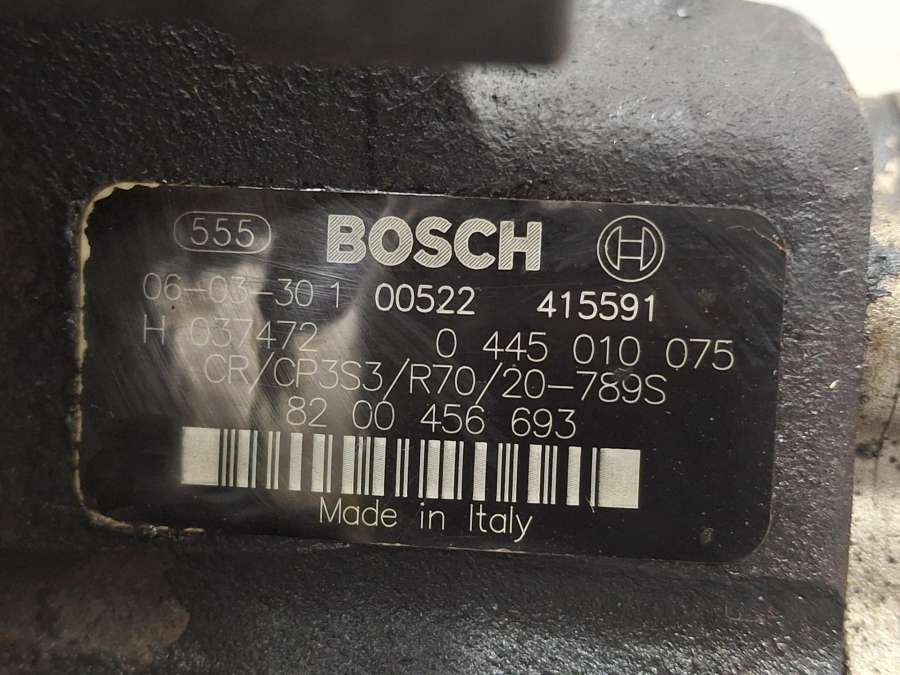 555 BOSCH H
06-03-30 1 00522 415591
H 037472 0 445 010 075
CR/CP3S3/R70/20-789S
82 00 456 693
Made in Italy